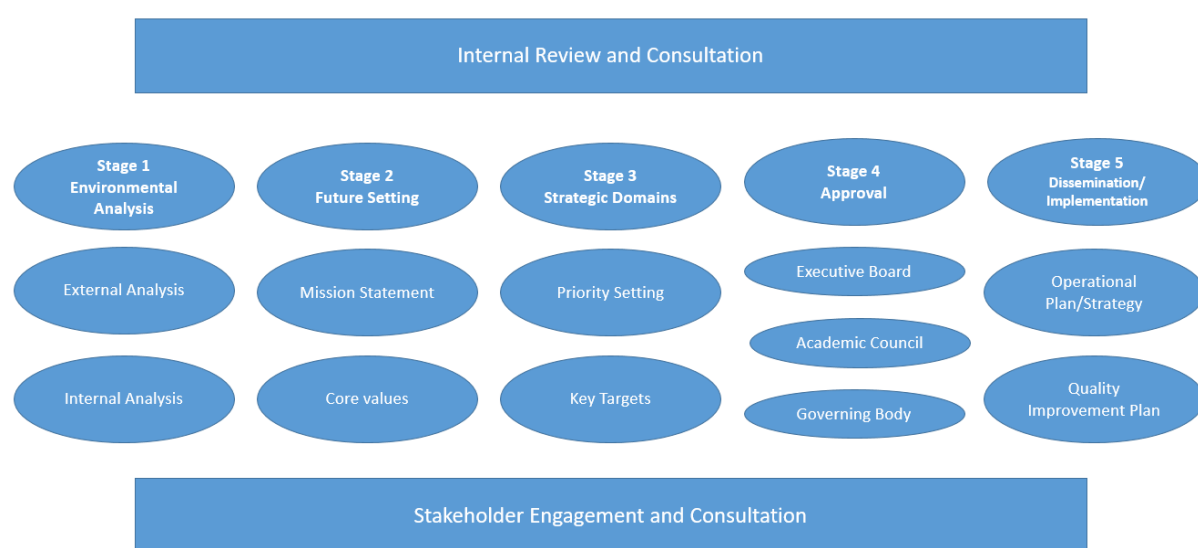 Internal Review and Consultation
Stage 1
Environmental
Analysis
Stage 2
Future Setting
Stage 3
Strategic Domains
Stage 4
Approval
Stage 5
Dissemination/
Implementation
External Analysis
Mission Statement
Priority Setting
Executive Board
Academic Council
Operational
Plan/Strategy
Internal Analysis
Core values
Key Targets
Governing Body
Quality
Improvement Plan
Stakeholder Engagement and Consultation